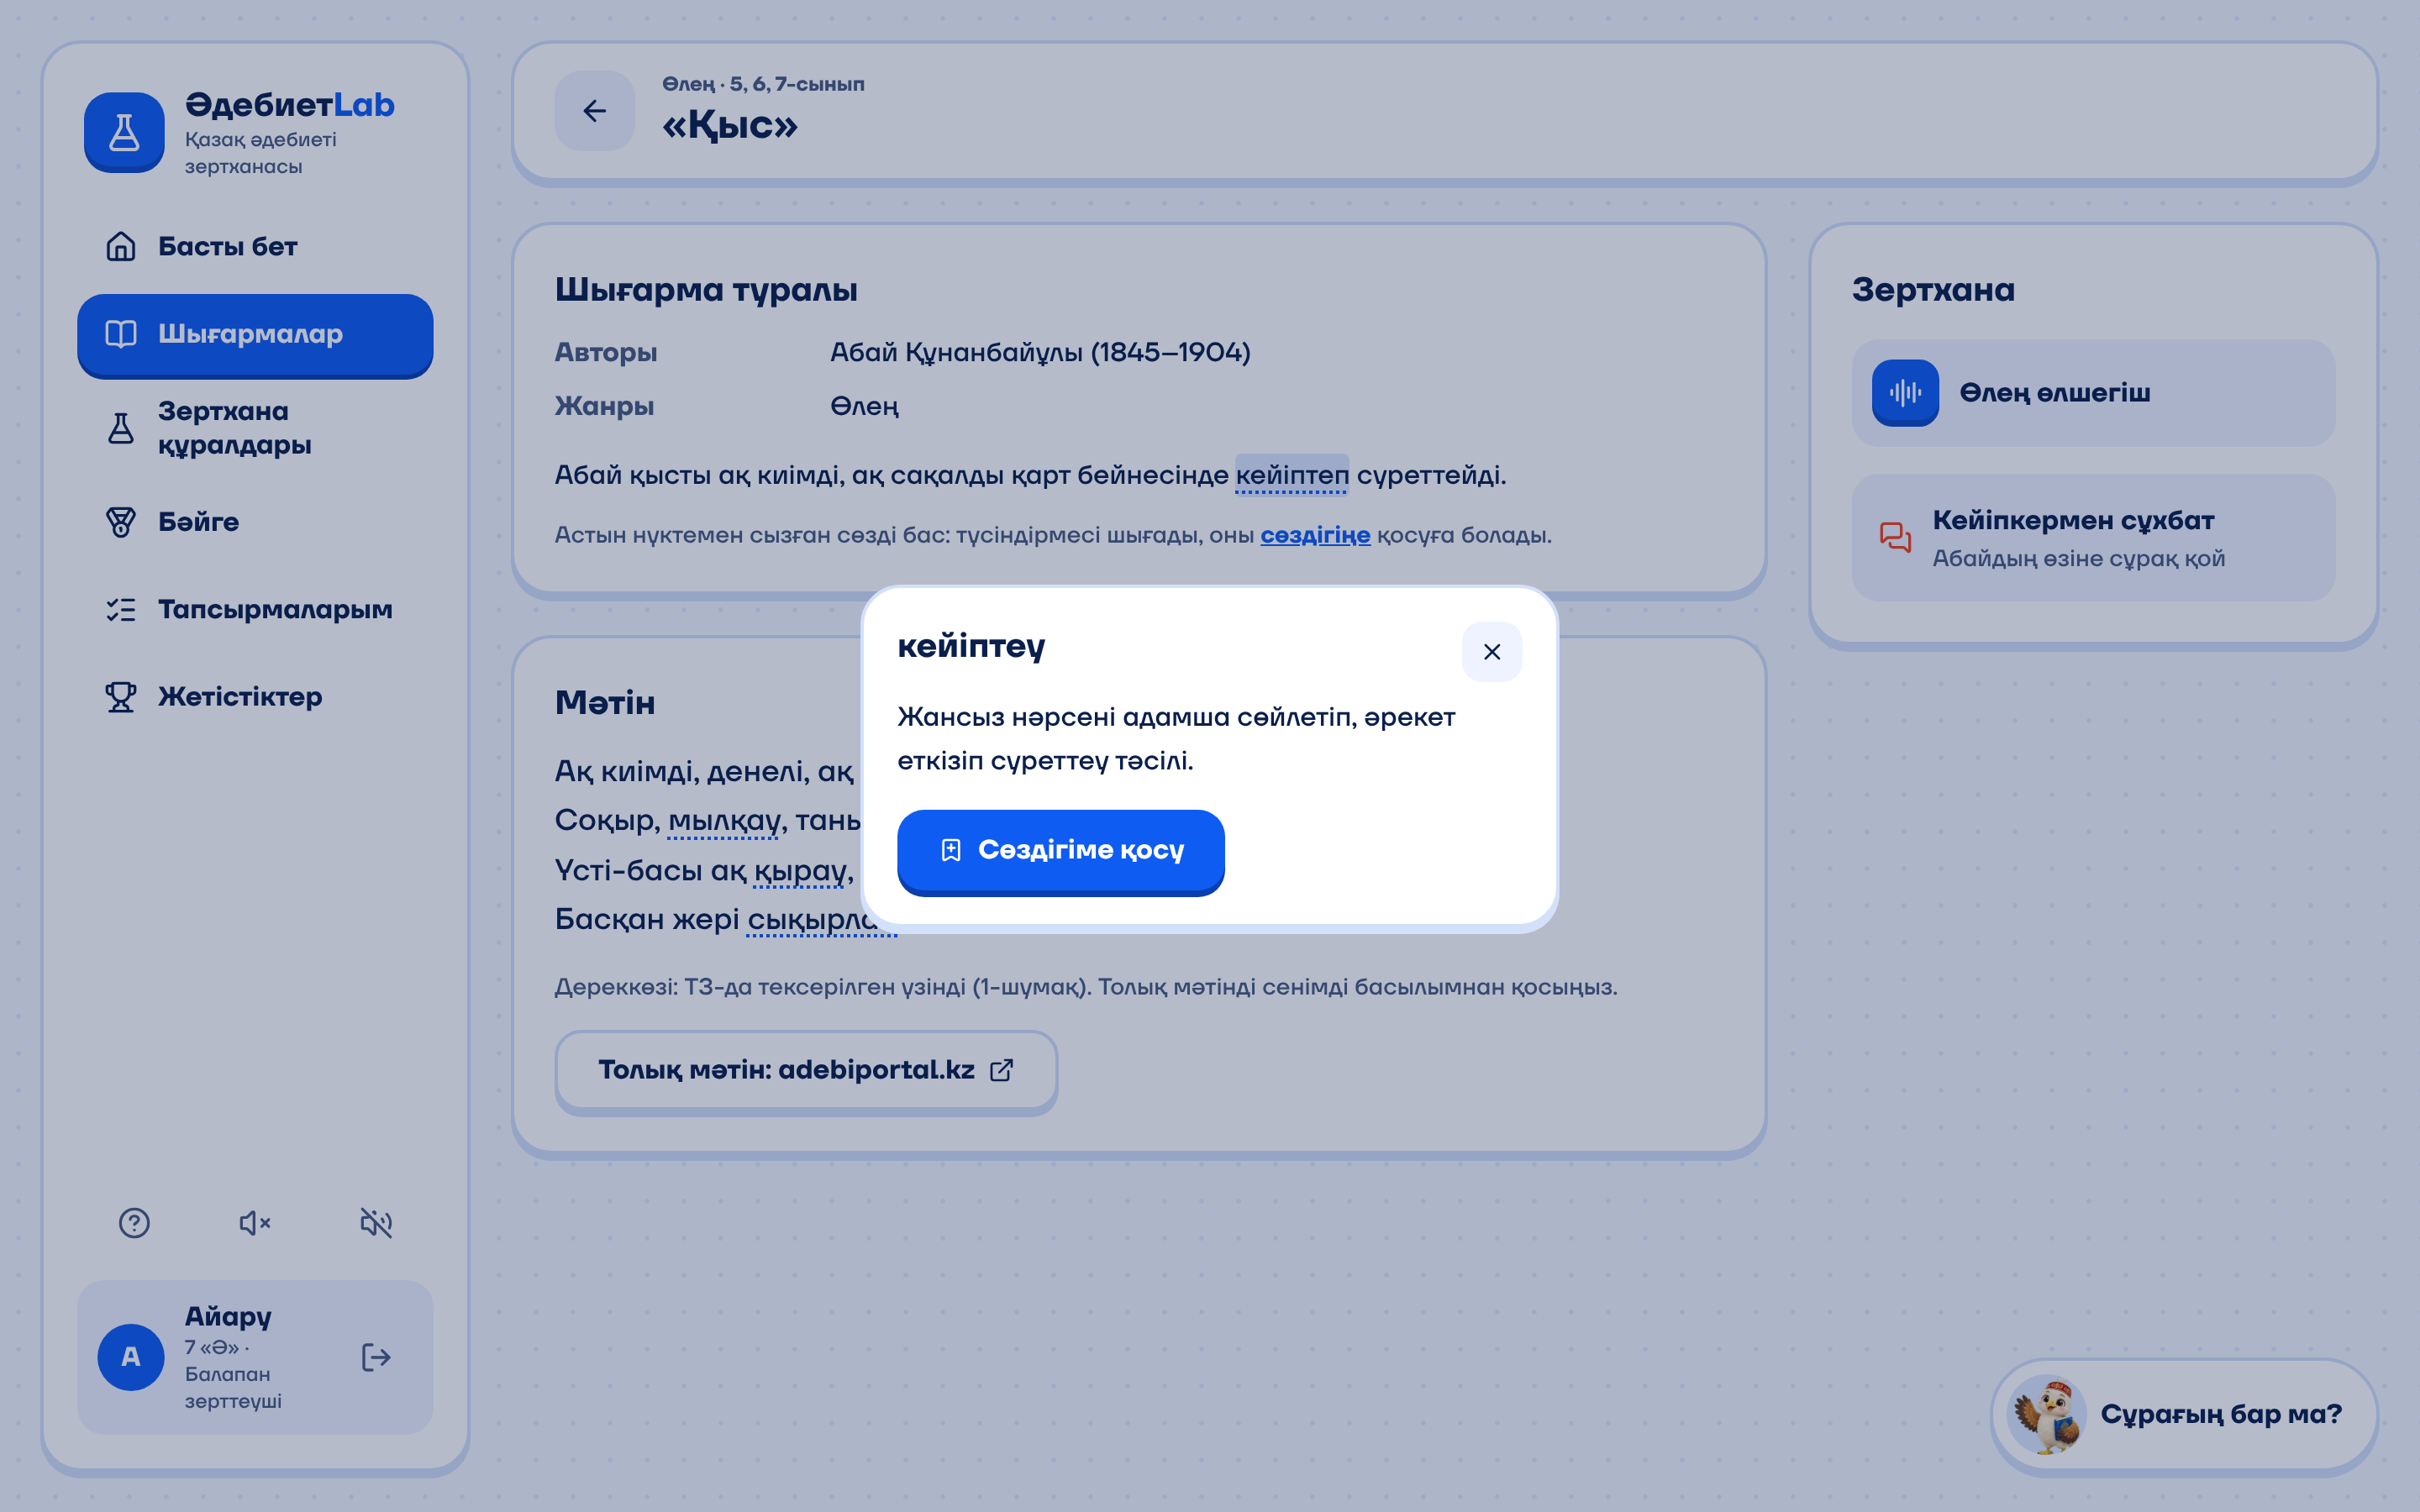 ӘдебиетLab
Қазақ әдебиеті
зертханасы
Басты бет
Шығармалар
Зертхана
құралдары
Бәйге
Тапсырмаларым
Жетістіктер
A
Айару
7 «Ә» ·
Балапан
зерттеуші
Өлең · 5, 6, 7-сынып
«Қыс»
Шығарма туралы
Авторы Абай Құнанбайұлы (1845–1904)
Жанры Өлең
Абай қысты ақ киімді, ақ сақалды қарт бейнесінде кейіптеп суреттейді.
Астын нүктемен сызған сөзді бас: түсіндірмесі шығады, оны сөздігіңе қосуға болады.
Мәтін
Ақ киімді, денелі, ақ
Соқыр, мылқау,
Үсті-басы ақ қырау,
Басқан жері
Дереккөзі: ТЗ-да тексерілген үзінді (1-шумақ). Толық мәтінді сенімді басылымнан қосыңыз.
Толық мәтін: adebiportal.kz
кейіптеу
Жансыз нәрсені адамша сөйлетіп, әрекет
еткізіп суреттеу тәсілі.
Сөздігіме қосу
Зертхана
Өлең өлшегіш
Кейіпкермен сұхбат
Абайдың өзіне сұрақ қой
Сұрағың бар ма?